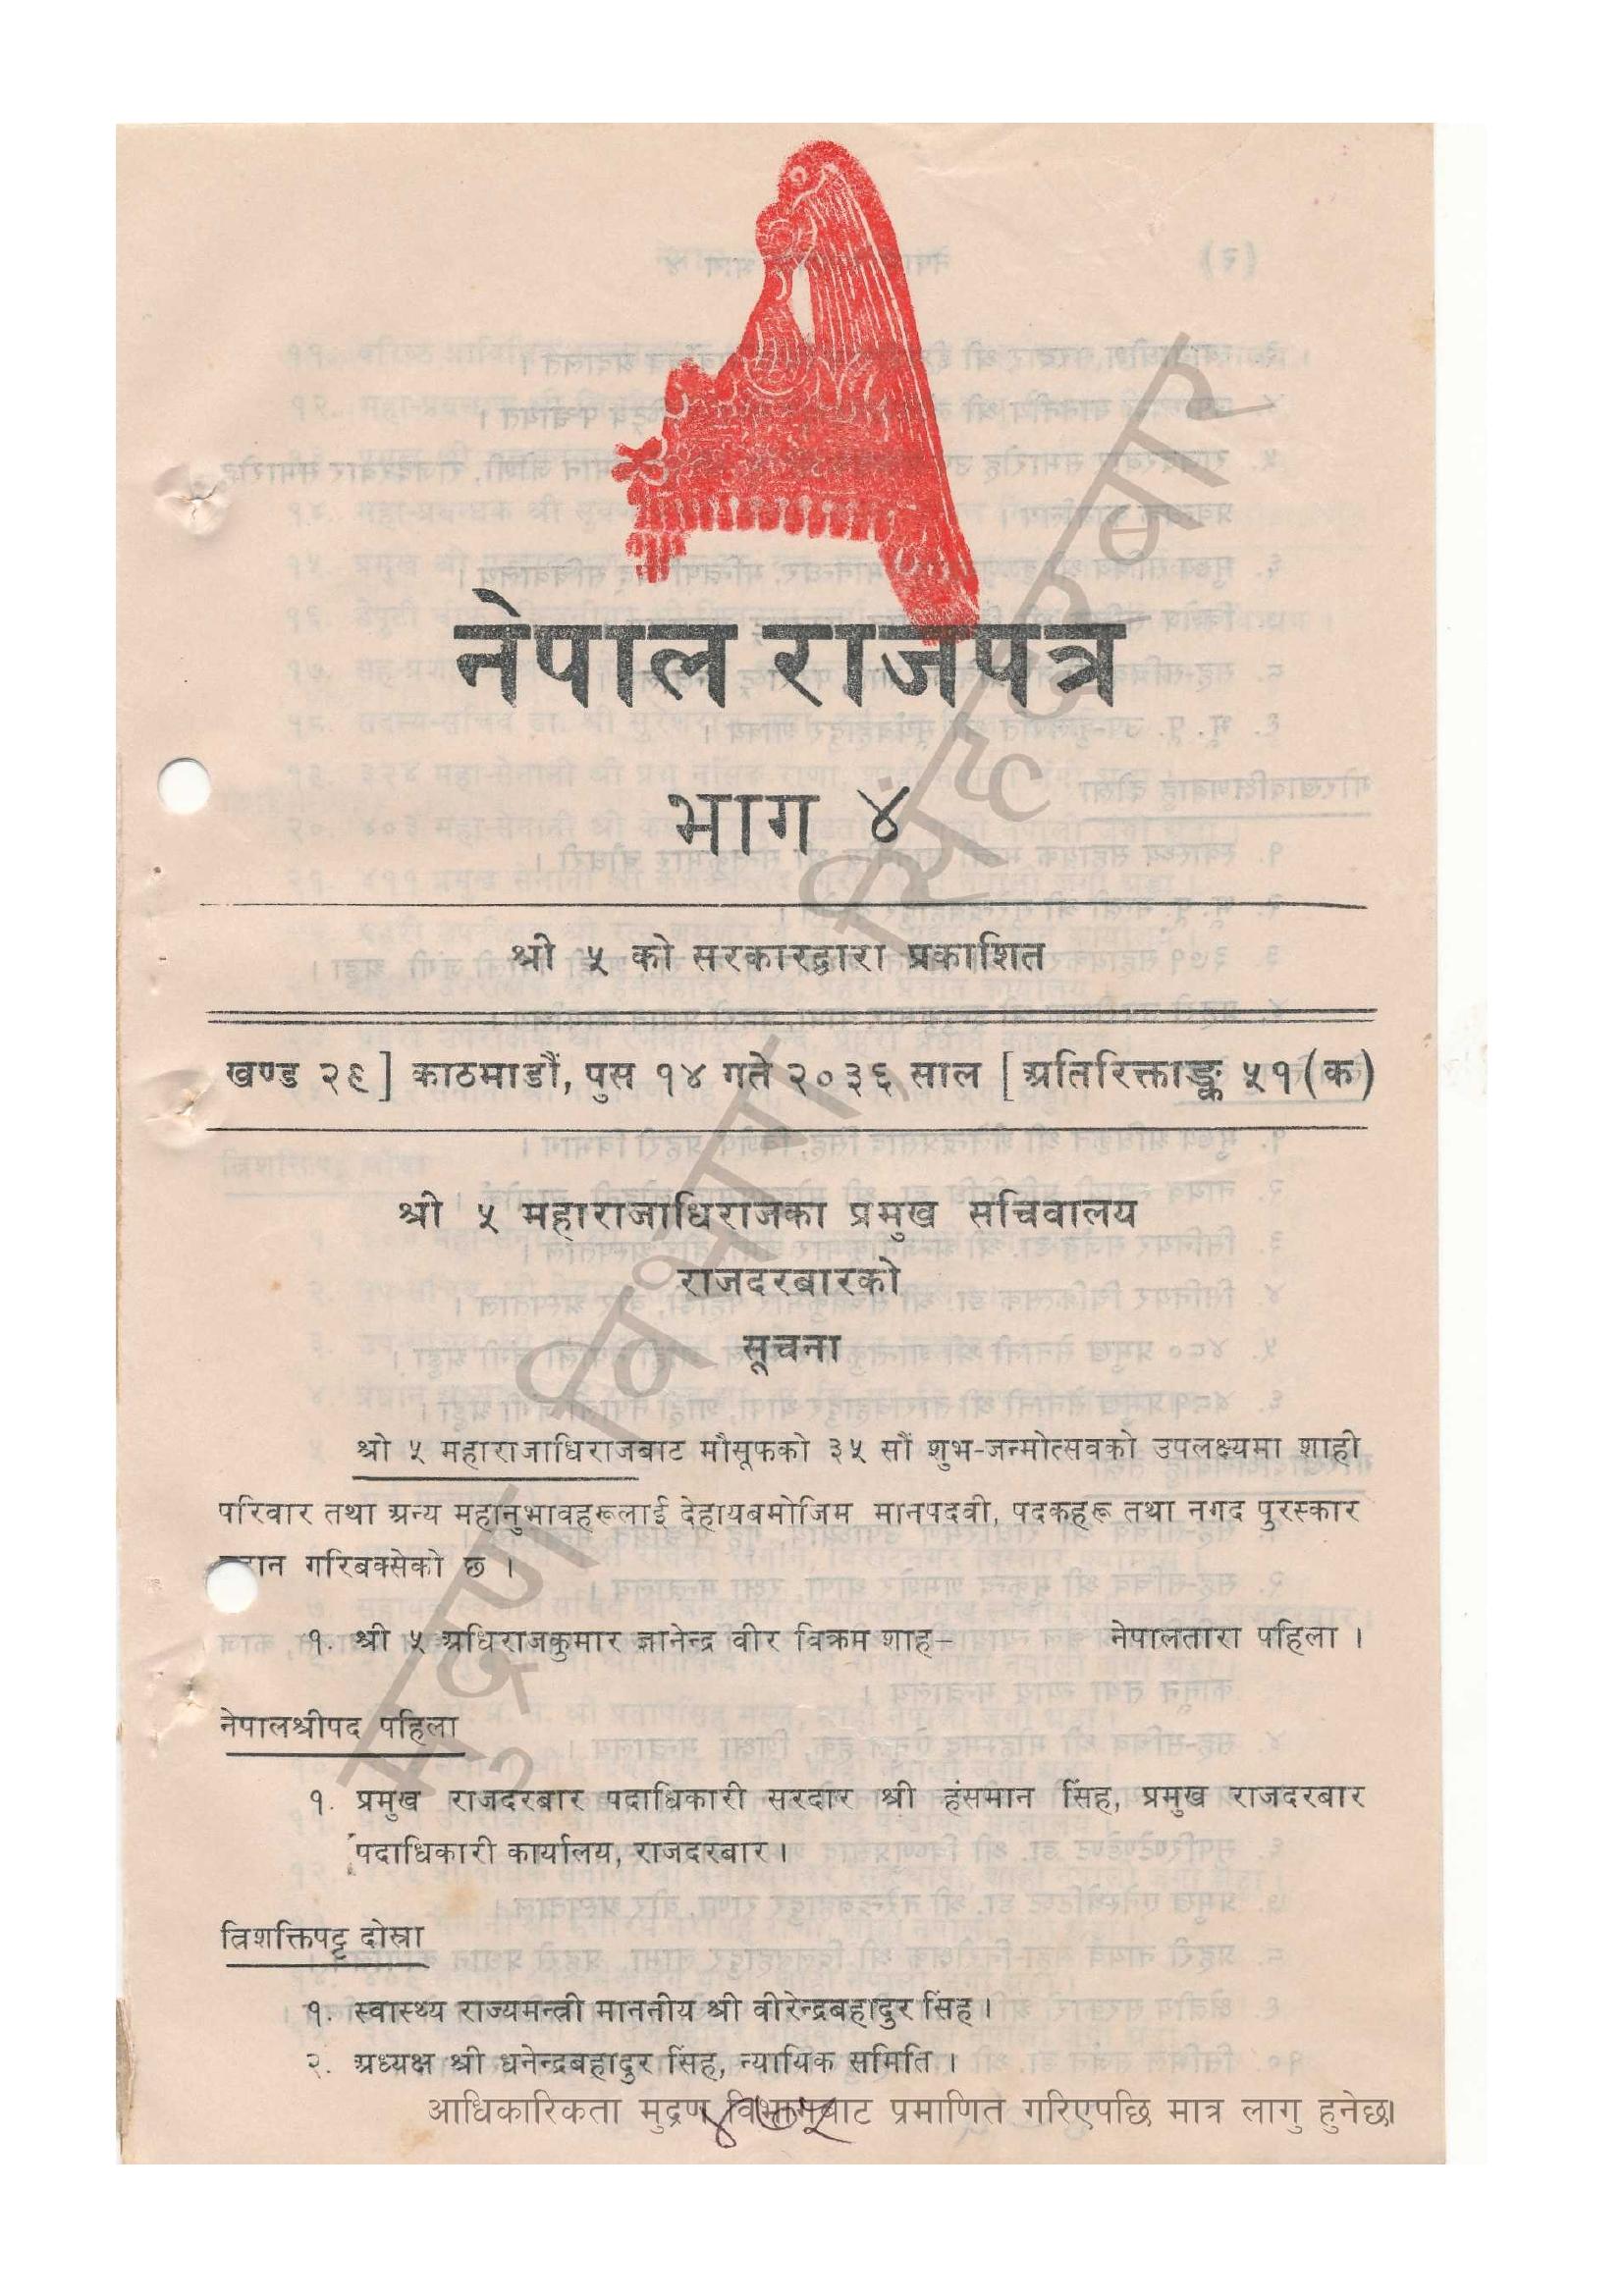 नेपाल राजपत्र
भाग ४
श्री ५ को सरकारद्वारा प्रकाशित
खण्ड २९] काठमाडौं, पुस १४ गते २०३६ साल [अतिरिक्ताङ्क ५१(क)
श्री ५ महाराजाधिराजका प्रमुख सचिवालय
राजदरबारको
सूचना
श्री ५ महाराजाधिराजबाट मौसूफको ३५ सौं शुभ-जन्मोत्सवको उपलक्ष्यमा शाही
परिवार तथा अन्य महानुभावहरूलाई देहायबमोजिम मानपदवी, पदकहरू तथा नगद पुरस्कार
गरिबक्सेको छ ।
१. श्री ५ अधिराजकुमार ज्ञानेन्द्र वीर विक्रम शाह– नेपालतारा पहिला ।
नेपालश्रीपद पहिला
१. प्रमुख राजदरबार पदाधिकारी सरदार श्री हंसमान सिंह, प्रमुख राजदरबार
पदाधिकारी कार्यालय, राजदरबार ।
त्रिशक्तिपट्ट दोस्रा
१. स्वास्थ्य राज्यमन्त्री माननीय श्री वीरेन्द्रबहादुर सिंह ।
२. अध्यक्ष श्री धनेन्द्रबहादुर सिंह, न्यायिक समिति ।
४७५
आधिकारिकता मुद्रण विभागबाट प्रमाणित गरिएपछि मात्र लागु हुनेछ।
मुद्रण विभाग, सिंहदरबार